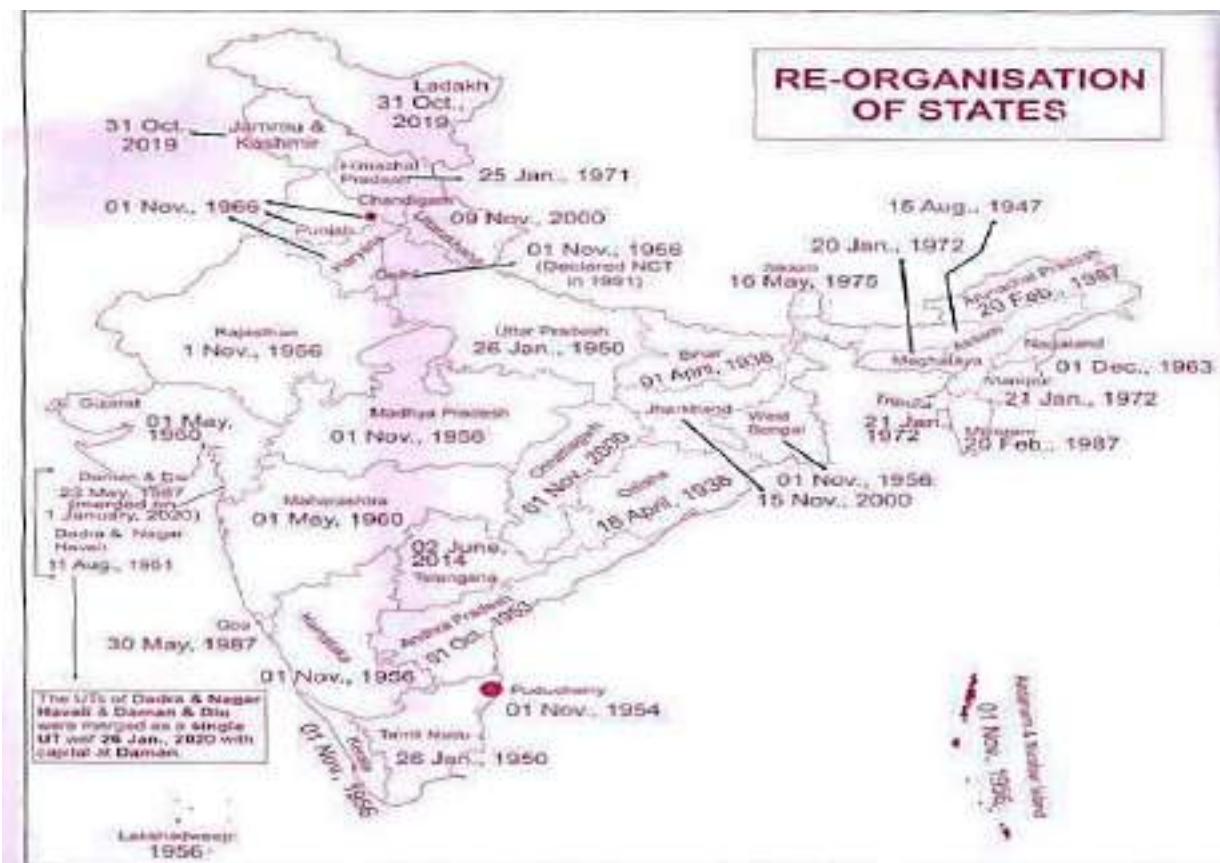 RE-ORGANISATION
OF STATES
Ladakh
31 Oct.,
2019
31 Oct.,
2019
Jammu &
Kashmir
Himachal
Pradesh
25 Jan., 1971
Chandigarh
01 Nov., 1966
Punjab
Haryana
09 Nov., 2000
Uttarakhand
01 Nov., 1956
(Declared NCT
in 1991)
Delhi
15 Aug., 1947
20 Jan., 1972
Sikkim
16 May, 1975
Arunachal Pradesh
20 Feb., 1987
Assam
Meghalaya
Nagaland
01 Dec., 1963
Manipur
21 Jan., 1972
Tripura
21 Jan.
1972
Mizoram
20 Feb., 1987
Rajasthan
1 Nov., 1956
Uttar Pradesh
26 Jan., 1950
Bihar
01 April, 1936
Gujarat
01 May,
1960
Madhya Pradesh
01 Nov., 1956
Jharkhand
West
Bengal
01 Nov., 1956
15 Nov., 2000
Chhattisgarh
01 Nov., 2000
Odisha
Daman & Diu
23 May, 1987
1 January, 2020)
Dadra & Nagar
Haveli
11 Aug., 1961
Maharashtra
01 May, 1960
02 June,
2014
Telangana
Andhra Pradesh
01 Oct., 1953
Goa
30 May, 1987
Karnataka
01 Nov., 1956
Puducherry
01 Nov., 1954
The UTs of Dadra & Nagar
Haveli & Daman & Diu
were merged as a single
UT wef 26 Jan., 2020 with
capital at Daman.
Kerala
01 Nov., 1956
Tamil Nadu
26 Jan., 1950
Andaman & Nicobar Island
01 Nov., 1956
Lakshadweep
1956